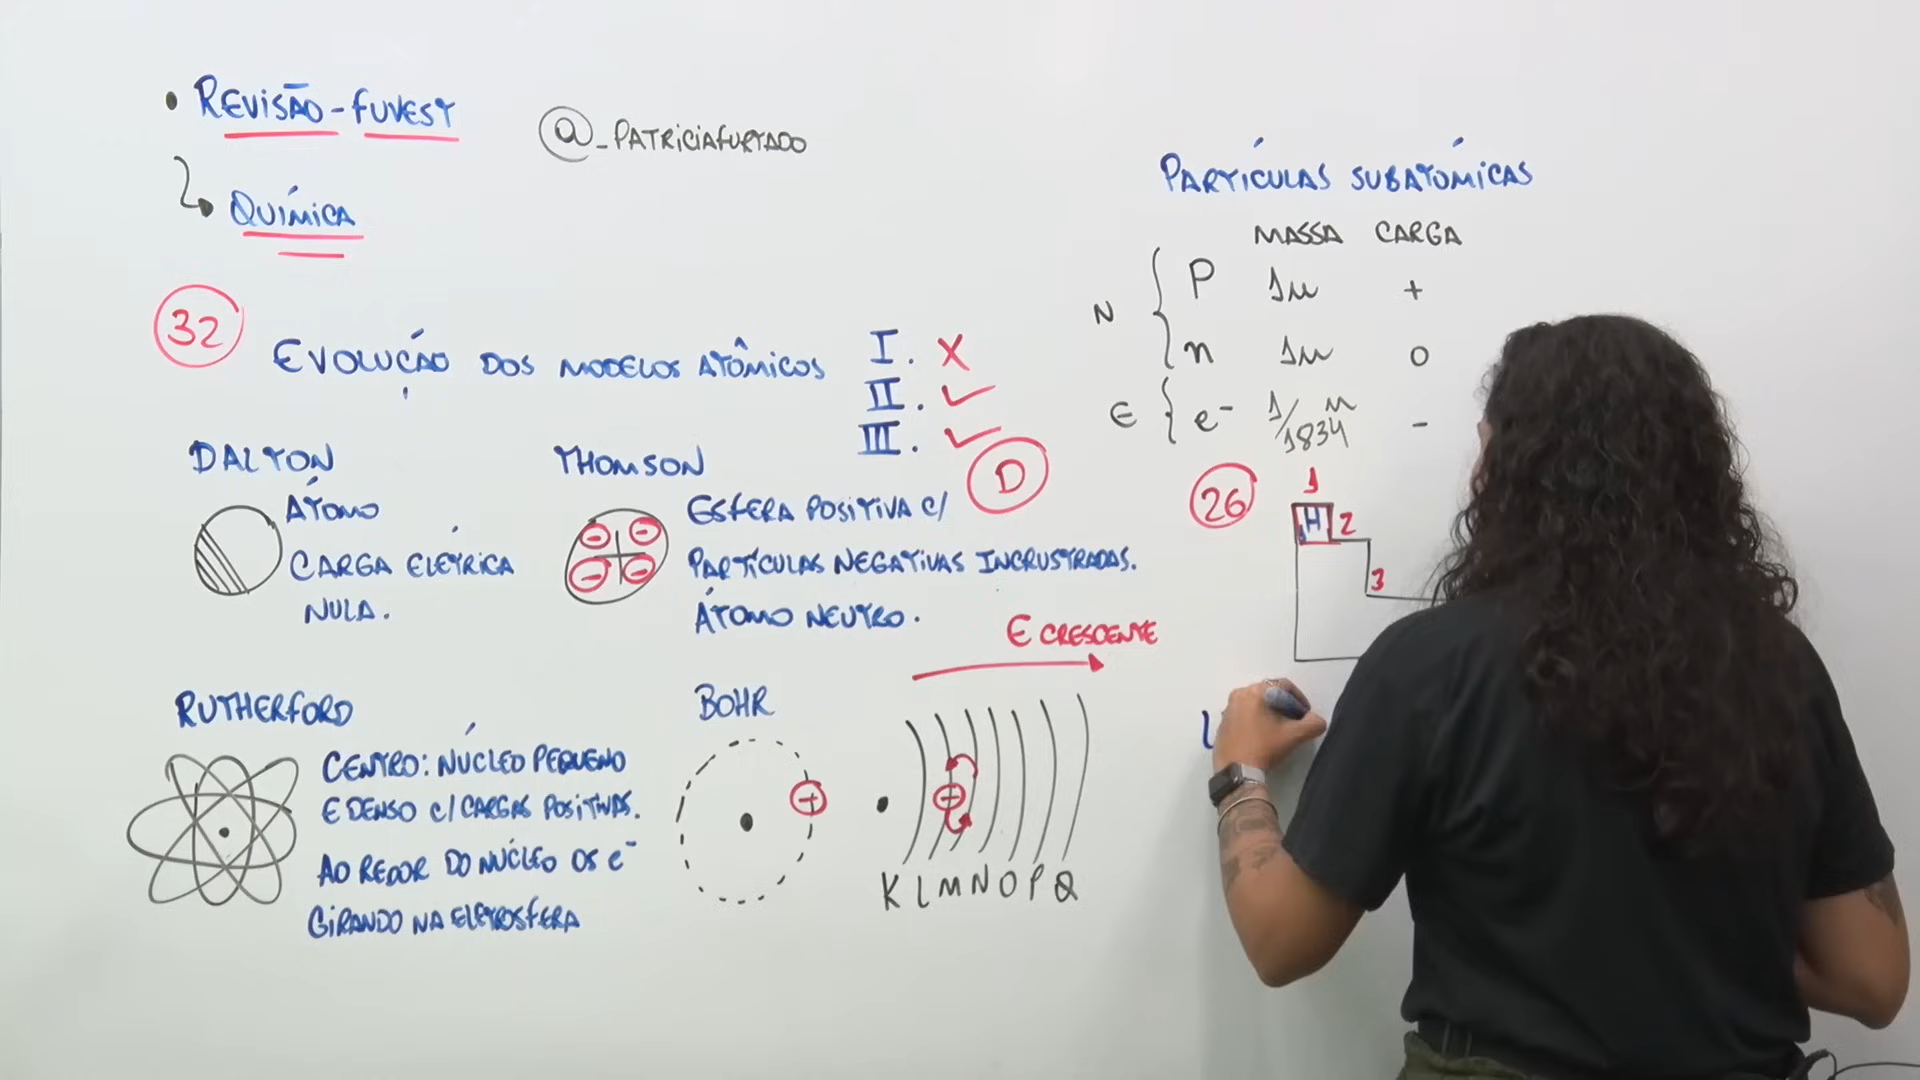 • REVISÃO - FUVEST
@_PATRICIAFURTADO
QUÍMICA
32
EVOLUÇÃO DOS MODELOS ATÔMICOS
I. X
II. ✓
III. ✓
D
DALTON
ÁTOMO
CARGA ELÉTRICA
NULA.
THOMSON
ESFERA POSITIVA C/
PARTÍCULAS NEGATIVAS INCRUSTRADAS.
ÁTOMO NEUTRO.
RUTHERFORD
CENTRO: NÚCLEO PEQUENO
E DENSO C/ CARGAS POSITIVAS.
AO REDOR DO NÚCLEO OS e⁻
GIRANDO NA ELETROSFERA
BOHR
E CRESCENTE
K L M N O P Q
PARTÍCULAS SUBATÔMICAS
MASSA CARGA
N { P 1u +
n 1u 0
E { e⁻ 1/1834 u -
26
1
H 2
3